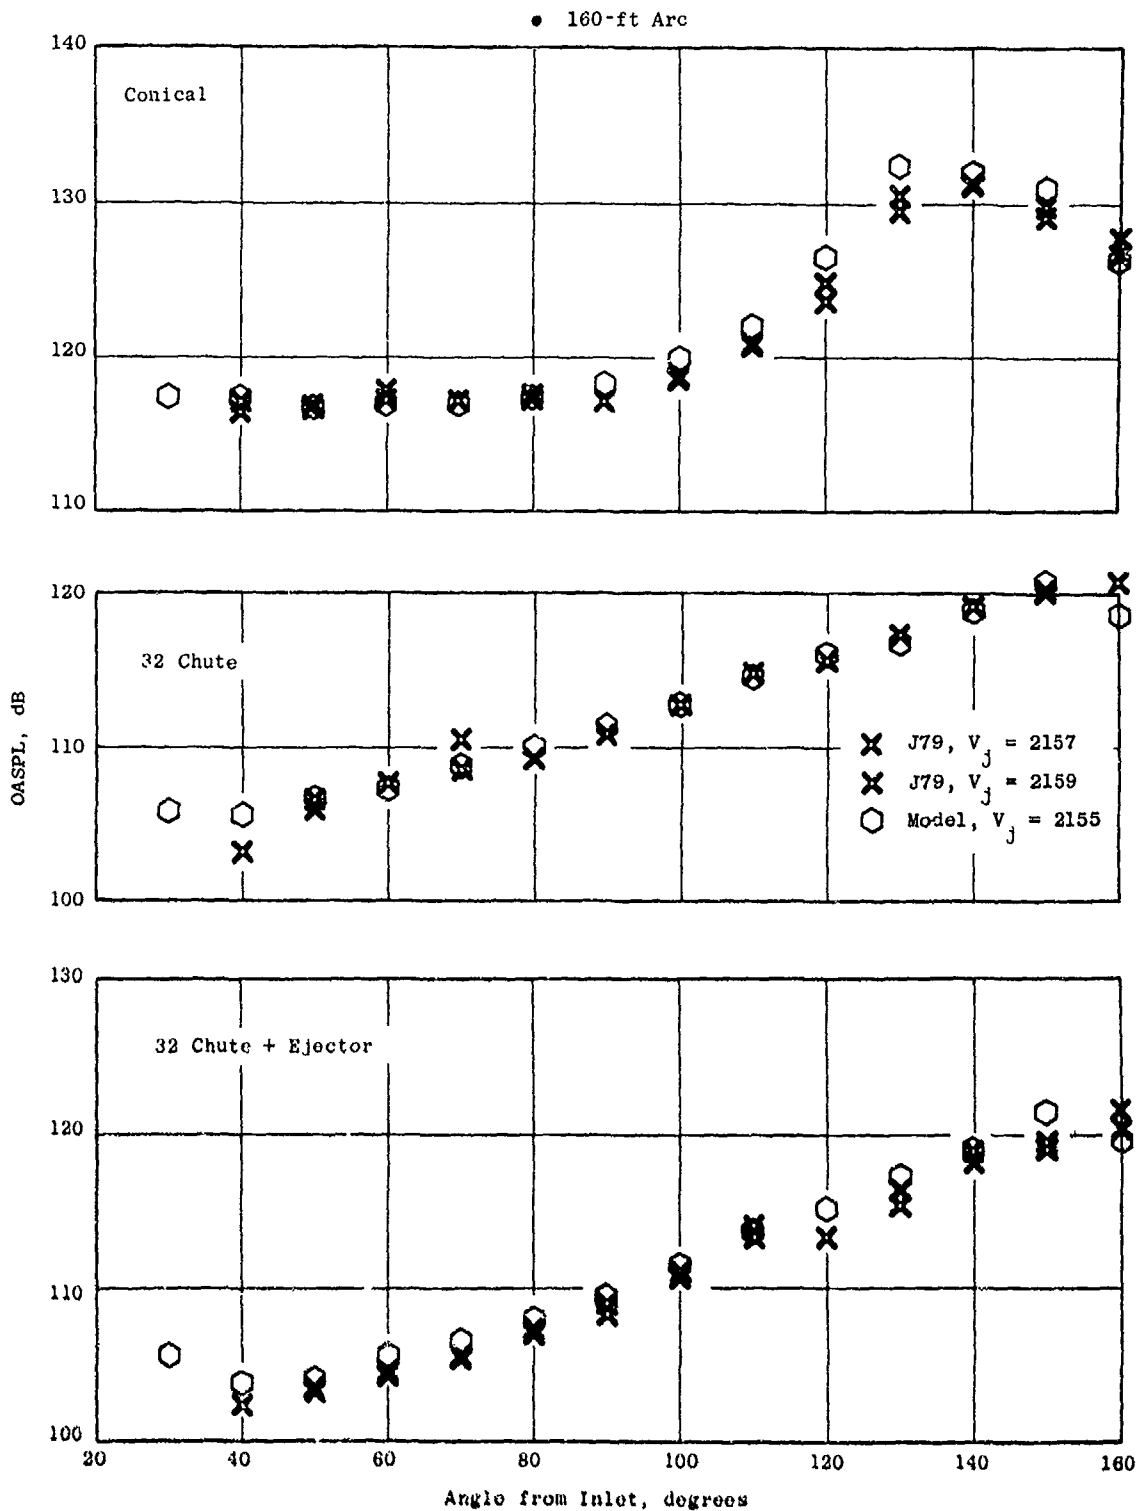 • 160-ft Arc
140
Conical
130
120
110
120
32 Chute
110
J79, Vj = 2157
J79, Vj = 2159
Model, Vj = 2155
100
OASPL, dB
130
32 Chute + Ejector
120
110
100
20 40 60 80 100 120 140 160
Angle from Inlet, degrees